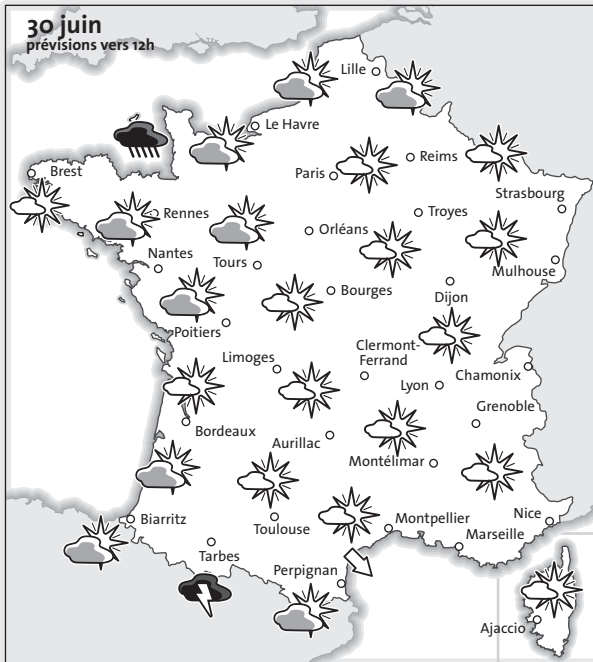 30 juin
prévisions vers 12h
Lille
Le Havre
Brest
Paris
Reims
Strasbourg
Rennes
Orléans
Troyes
Nantes
Tours
Mulhouse
Bourges
Dijon
Poitiers
Limoges
Clermont-
Ferrand
Lyon
Chamonix
Grenoble
Bordeaux
Aurillac
Montélimar
Biarritz
Toulouse
Montpellier
Nice
Marseille
Tarbes
Perpignan
Ajaccio